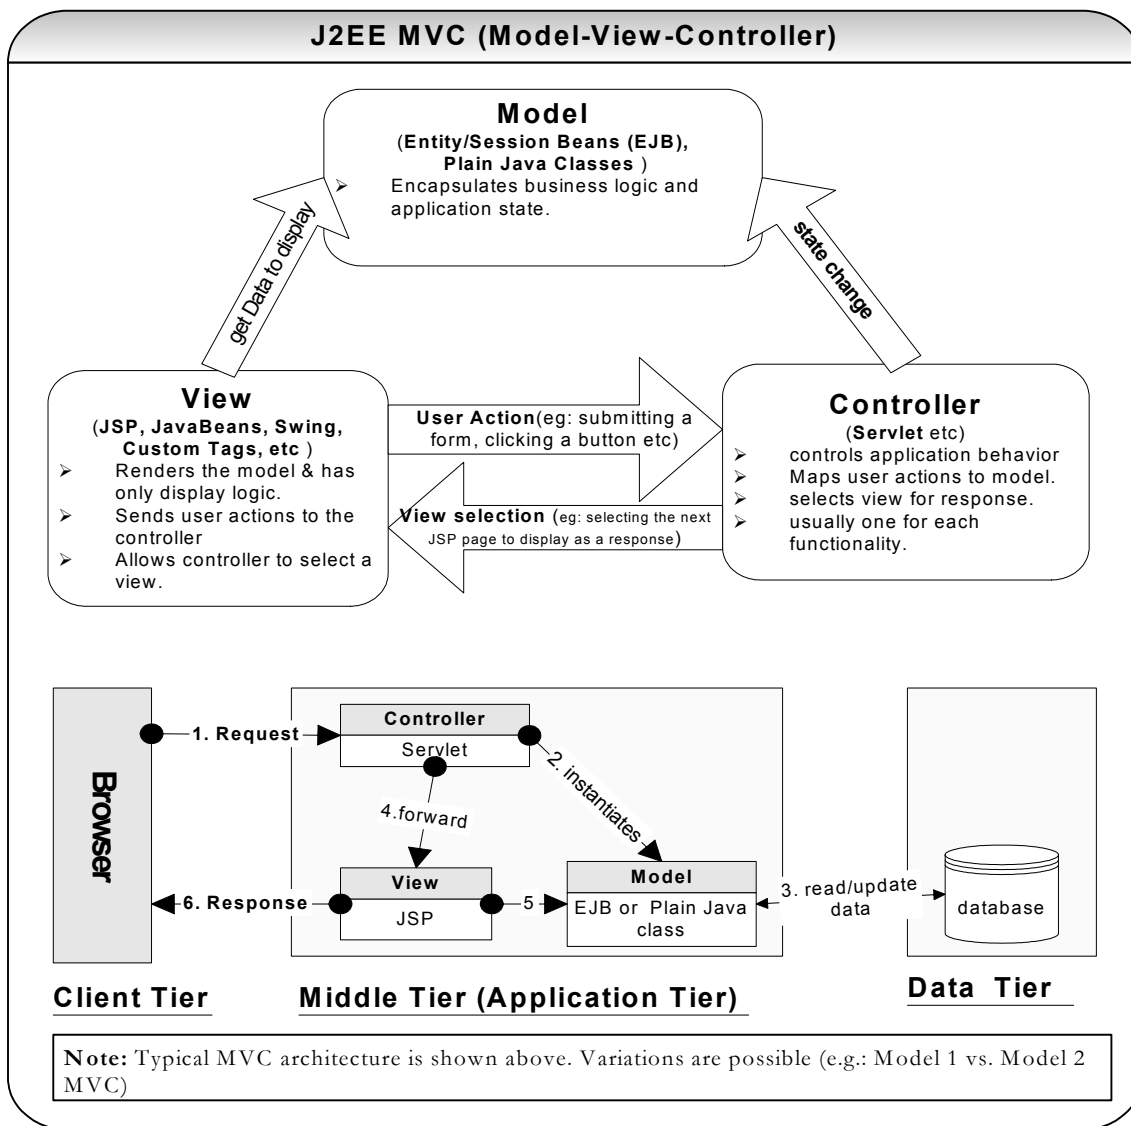 J2EE MVC (Model-View-Controller)
Model
(Entity/Session Beans (EJB),
Plain Java Classes )
➢ Encapsulates business logic and
application state.
get Data to display
state change
View
(JSP, JavaBeans, Swing,
Custom Tags, etc )
➢ Renders the model & has
only display logic.
➢ Sends user actions to the
controller
➢ Allows controller to select a
view.
User Action(eg: submitting a
form, clicking a button etc)
View selection (eg: selecting the next
JSP page to display as a response)
Controller
(Servlet etc)
➢ controls application behavior
➢ Maps user actions to model.
➢ selects view for response.
➢ usually one for each
functionality.
Browser
1. Request
Controller
Servlet
2. instantiates
4.forward
View
JSP
6. Response
5
Model
EJB or Plain Java
class
3. read/update
data
database
Client Tier
Middle Tier (Application Tier)
Data Tier
Note: Typical MVC architecture is shown above. Variations are possible (e.g.: Model 1 vs. Model 2
MVC)